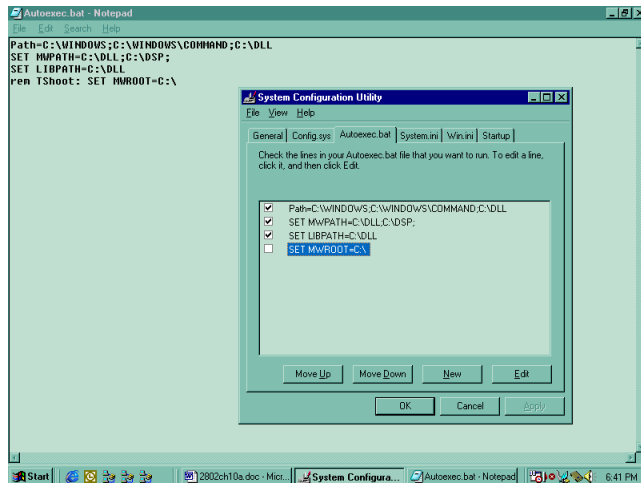 Autoexec.bat - Notepad
File Edit Search Help
Path=C:\WINDOWS;C:\WINDOWS\COMMAND;C:\DLL
SET MWPATH=C:\DLL;C:\DSP;
SET LIBPATH=C:\DLL
rem TShoot: SET MWROOT=C:\
System Configuration Utility
File View Help
General Config.sys Autoexec.bat System.ini Win.ini Startup
Check the lines in your Autoexec.bat file that you want to run. To edit a line,
click it, and then click Edit.
Path=C:\WINDOWS;C:\WINDOWS\COMMAND;C:\DLL
SET MWPATH=C:\DLL;C:\DSP;
SET LIBPATH=C:\DLL
SET MWROOT=C:\
Move Up Move Down New Edit
OK Cancel Apply
Start 2802ch10a.doc - Micr... System Configura... Autoexec.bat - Notepad 6:41 PM